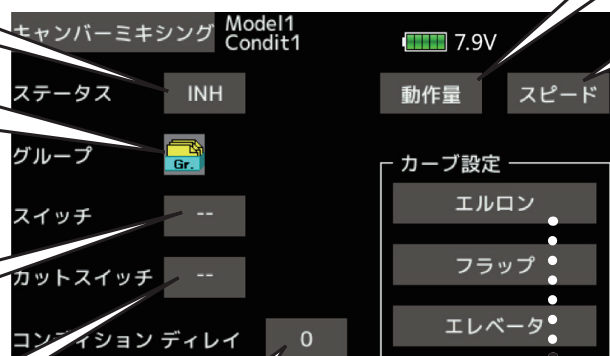 キャンバーミキシング Model1
Condit1
7.9V
ステータス INH 動作量 スピード
グループ Gr. カーブ設定
エルロン
スイッチ --
フラップ
カットスイッチ --
エレベータ
コンディション ディレイ 0